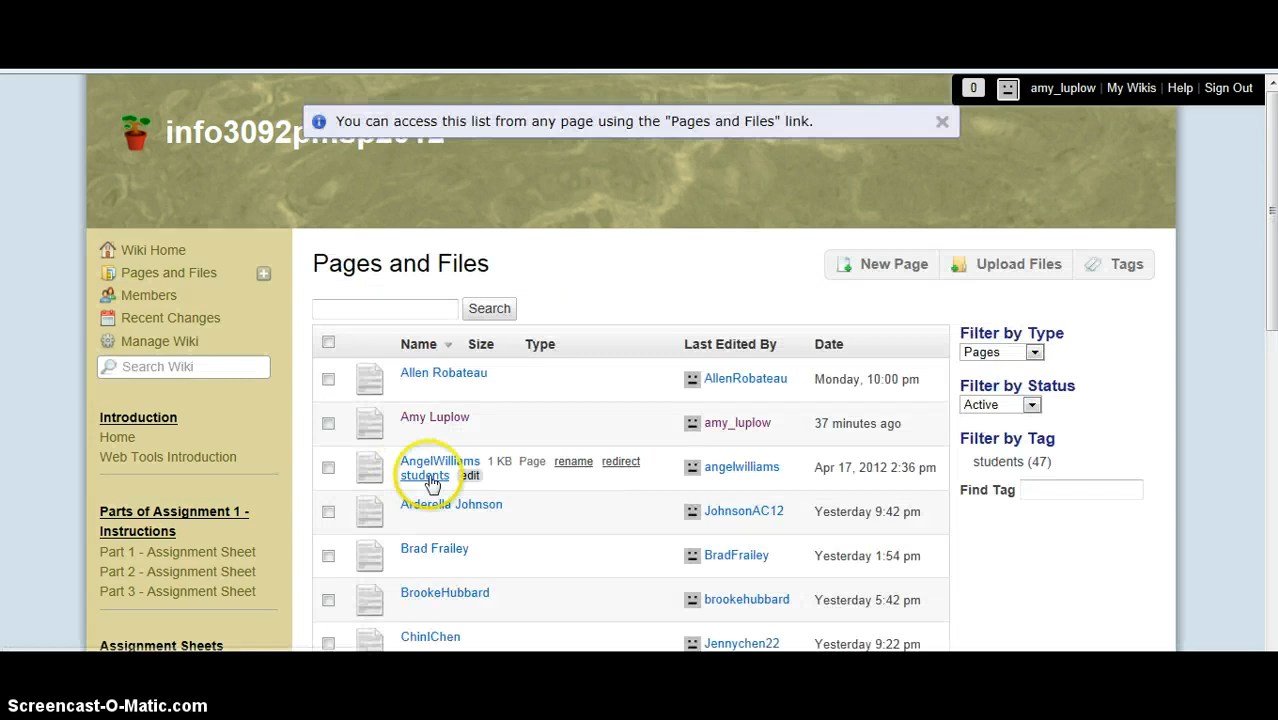 0 amy_luplow | My Wikis | Help | Sign Out
You can access this list from any page using the "Pages and Files" link.
Wiki Home
Pages and Files
Members
Recent Changes
Manage Wiki
Search Wiki
Introduction
Home
Web Tools Introduction
Parts of Assignment 1 -
Instructions
Part 1 - Assignment Sheet
Part 2 - Assignment Sheet
Part 3 - Assignment Sheet
Assignment Sheets
Pages and Files
New Page Upload Files Tags
Search
Name Size Type Last Edited By Date
Allen Robateau AllenRobateau Monday, 10:00 pm
Amy Luplow amy_luplow 37 minutes ago
AngelWilliams 1 KB Page rename redirect angelwilliams Apr 17, 2012 2:36 pm
students edit
Arderella Johnson JohnsonAC12 Yesterday 9:42 pm
Brad Frailey BradFrailey Yesterday 1:54 pm
BrookeHubbard brookehubbard Yesterday 5:42 pm
ChinIChen Jennychen22 Yesterday 9:22 pm
Filter by Type
Pages
Filter by Status
Active
Filter by Tag
students (47)
Find Tag
Screencast-O-Matic.com